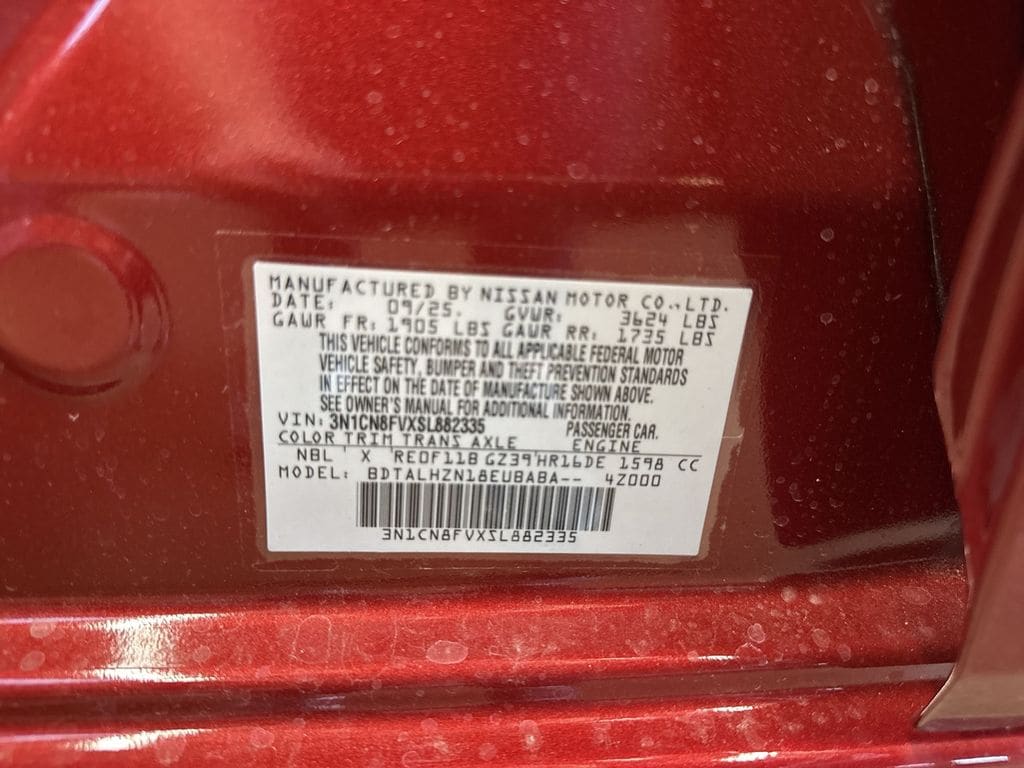 MANUFACTURED BY NISSAN MOTOR CO.,LTD.
DATE: 09/25. GVWR: 3624 LBS
GAWR FR: 1905 LBS GAWR RR: 1735 LBS
THIS VEHICLE CONFORMS TO ALL APPLICABLE FEDERAL MOTOR
VEHICLE SAFETY, BUMPER AND THEFT PREVENTION STANDARDS
IN EFFECT ON THE DATE OF MANUFACTURE SHOWN ABOVE.
SEE OWNER'S MANUAL FOR ADDITIONAL INFORMATION.
VIN: 3N1CN8FVXSL882335 PASSENGER CAR.
COLOR TRIM TRANS AXLE ENGINE
NBL ' X 'RE0F11B GZ39'HR16DE 1598 CC
MODEL: BDTALHZN18EUBABA-- 4Z000
3N1CN8FVXSL882335